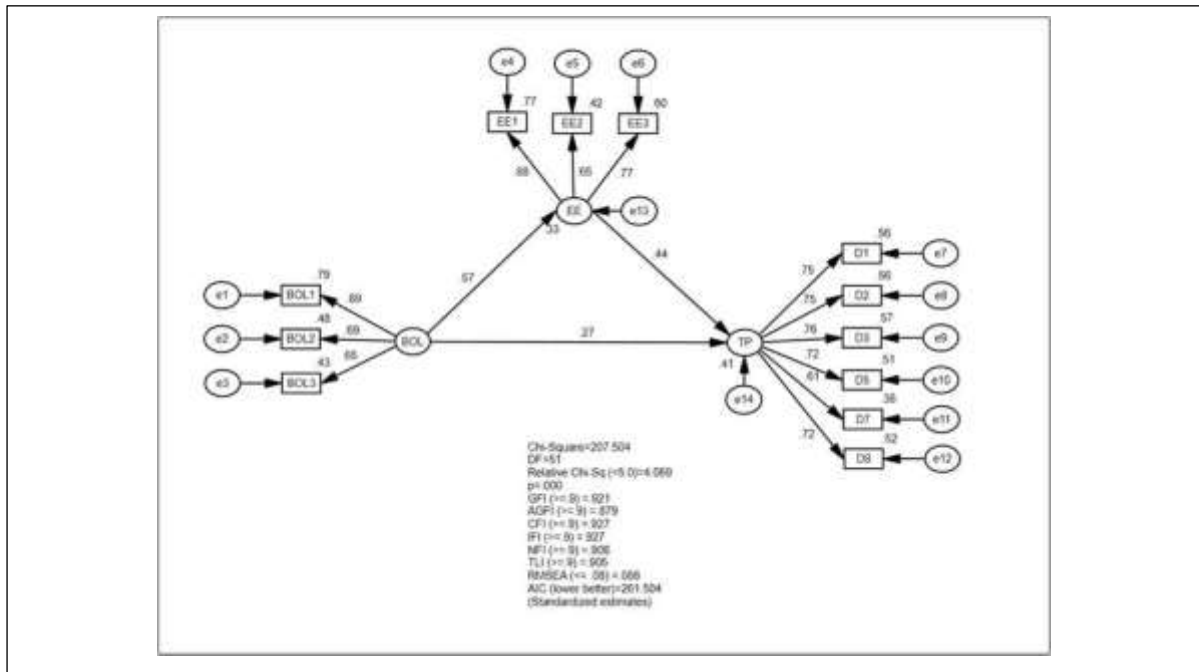 e4 e5 e6
.77 .42 .60
EE1 EE2 EE3
.88 .65 .77
EE e13
.33
.57 .44
.27
.79
e1 BOL1 .89
.48
e2 BOL2 .69 BOL
.43
e3 BOL3 .65
TP
.41
e14
.56
.75 D1 e7
.56
.75 D2 e8
.57
.76 D3 e9
.51
.72 D5 e10
.61 D7 e11
.52
.72 D8 e12
Chi-Square=207.504
DF=51
Relative Chi-Sq (<5.0)=4.069
p=.000
GFI (>=.9) =.921
AGFI (>=.9) =.879
CFI (>=.9) =.927
IFI (>=.9) =.927
NFI (>=.9) =.906
TLI (>=.9) =.905
RMSEA (<= .08) =
AIC (lower better)=261.504
(Standardized estimates)